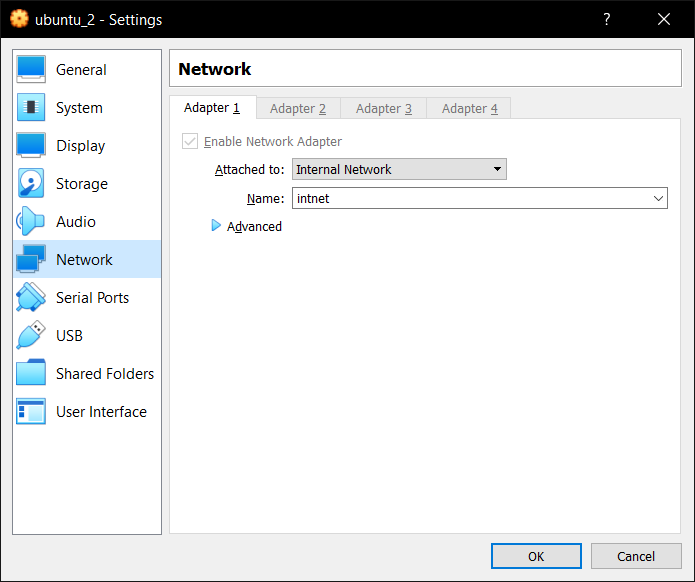 ubuntu_2 - Settings
?
General
System
Display
Storage
Audio
Network
Serial Ports
USB
Shared Folders
User Interface
Network
Adapter 1 Adapter 2 Adapter 3 Adapter 4
Enable Network Adapter
Attached to: Internal Network
Name: intnet
Advanced
OK Cancel